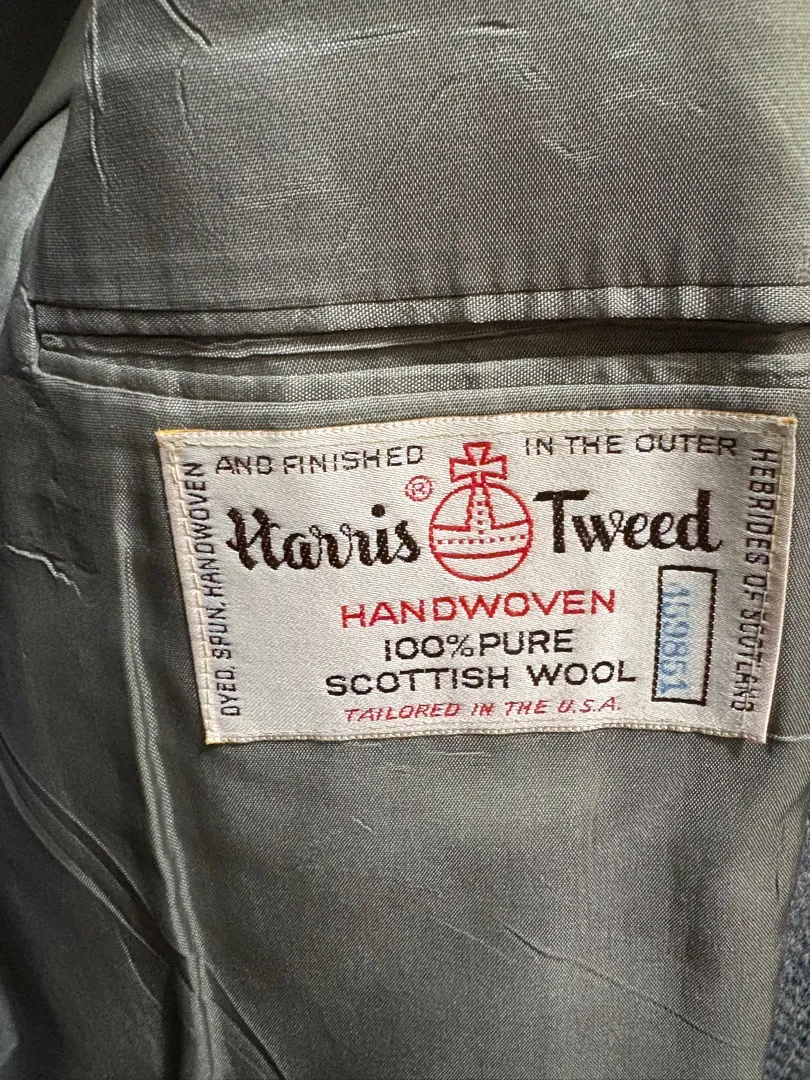 DYED, SPUN, HANDWOVEN
AND FINISHED
IN THE OUTER
HEBRIDES OF SCOTLAND
®
Harris Tweed
HANDWOVEN
100% PURE
SCOTTISH WOOL
TAILORED IN THE U.S.A.